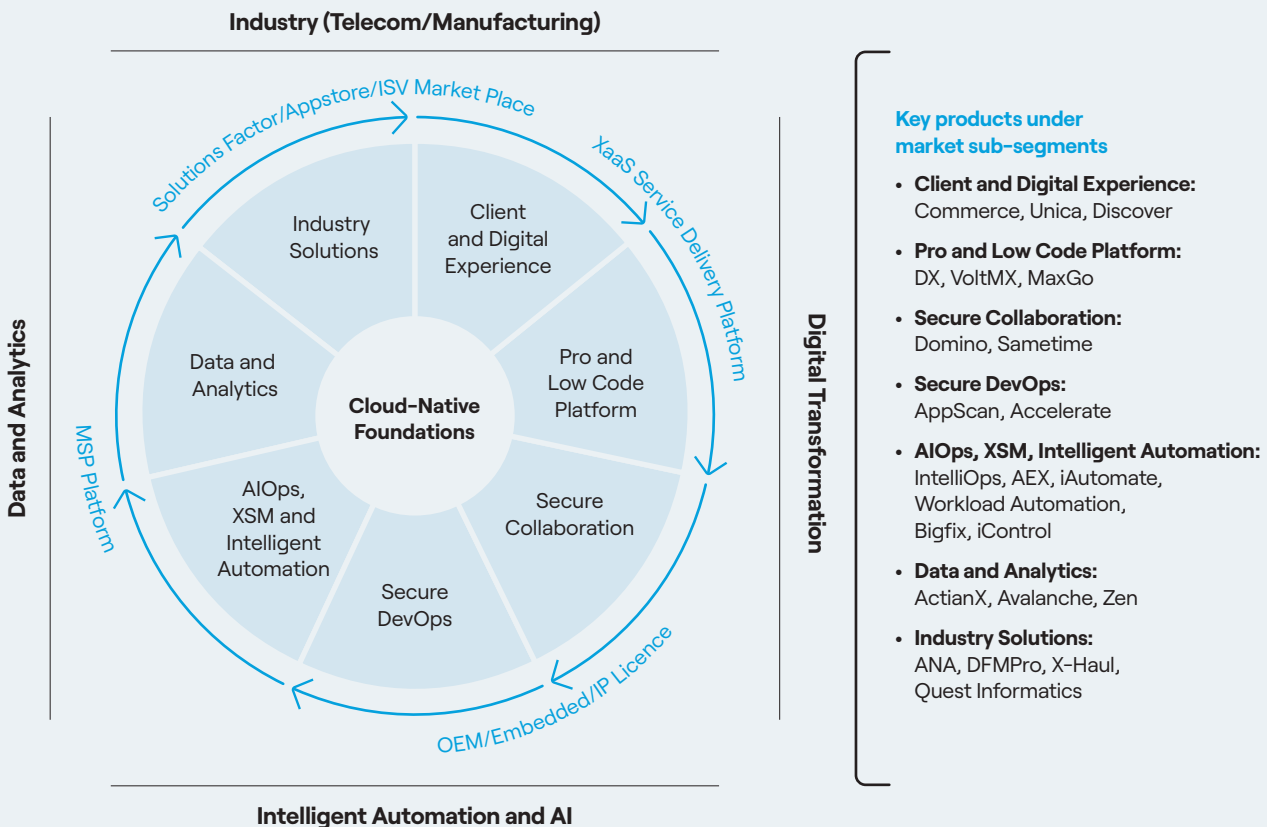 Industry (Telecom/Manufacturing)
Solutions Factor/Appstore/ISV Market Place
XaaS Service Delivery Platform
OEM/Embedded/IP Licence
MSP Platform
Data and Analytics
Digital Transformation
Intelligent Automation and AI
Industry
Solutions
Client
and Digital
Experience
Pro and
Low Code
Platform
Secure
Collaboration
Secure
DevOps
AIOps,
XSM and
Intelligent
Automation
Data and
Analytics
Cloud-Native
Foundations
Key products under
market sub-segments
• Client and Digital Experience:
Commerce, Unica, Discover
• Pro and Low Code Platform:
DX, VoltMX, MaxGo
• Secure Collaboration:
Domino, Sametime
• Secure DevOps:
AppScan, Accelerate
• AIOps, XSM, Intelligent Automation:
IntelliOps, AEX, iAutomate,
Workload Automation,
Bigfix, iControl
• Data and Analytics:
ActianX, Avalanche, Zen
• Industry Solutions:
ANA, DFMPro, X-Haul,
Quest Informatics